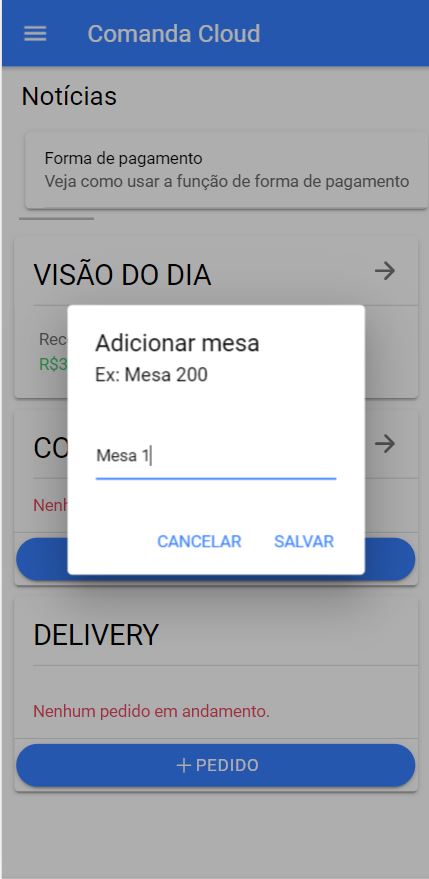 Comanda Cloud
Notícias
Forma de pagamento
Veja como usar a função de forma de pagamento
VISÃO DO DIA
Rec
R$3
Adicionar mesa
Ex: Mesa 200
Mesa 1
CANCELAR SALVAR
CO
Nenh
DELIVERY
Nenhum pedido em andamento.
+ PEDIDO